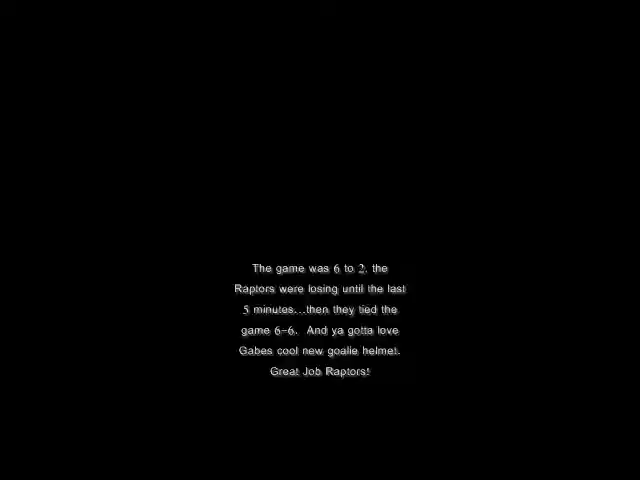 The game was 6 to 2, the
Raptors were losing until the last
5 minutes...then they tied the
game 6-6.  And ya gotta love
Gabes cool new goalie helmet.
Great Job Raptors!